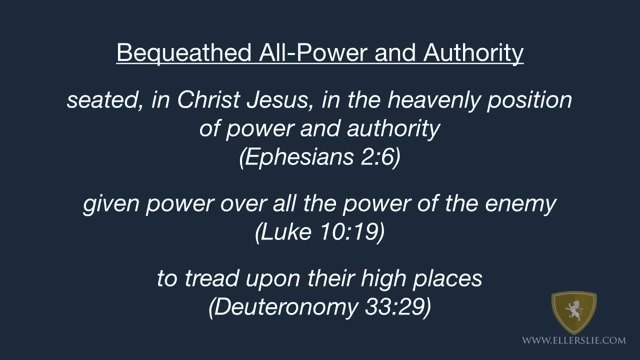 Bequeathed All-Power and Authority
seated, in Christ Jesus, in the heavenly position
of power and authority
(Ephesians 2:6)
given power over all the power of the enemy
(Luke 10:19)
to tread upon their high places
(Deuteronomy 33:29)
WWW.ELLERSLIE.COM